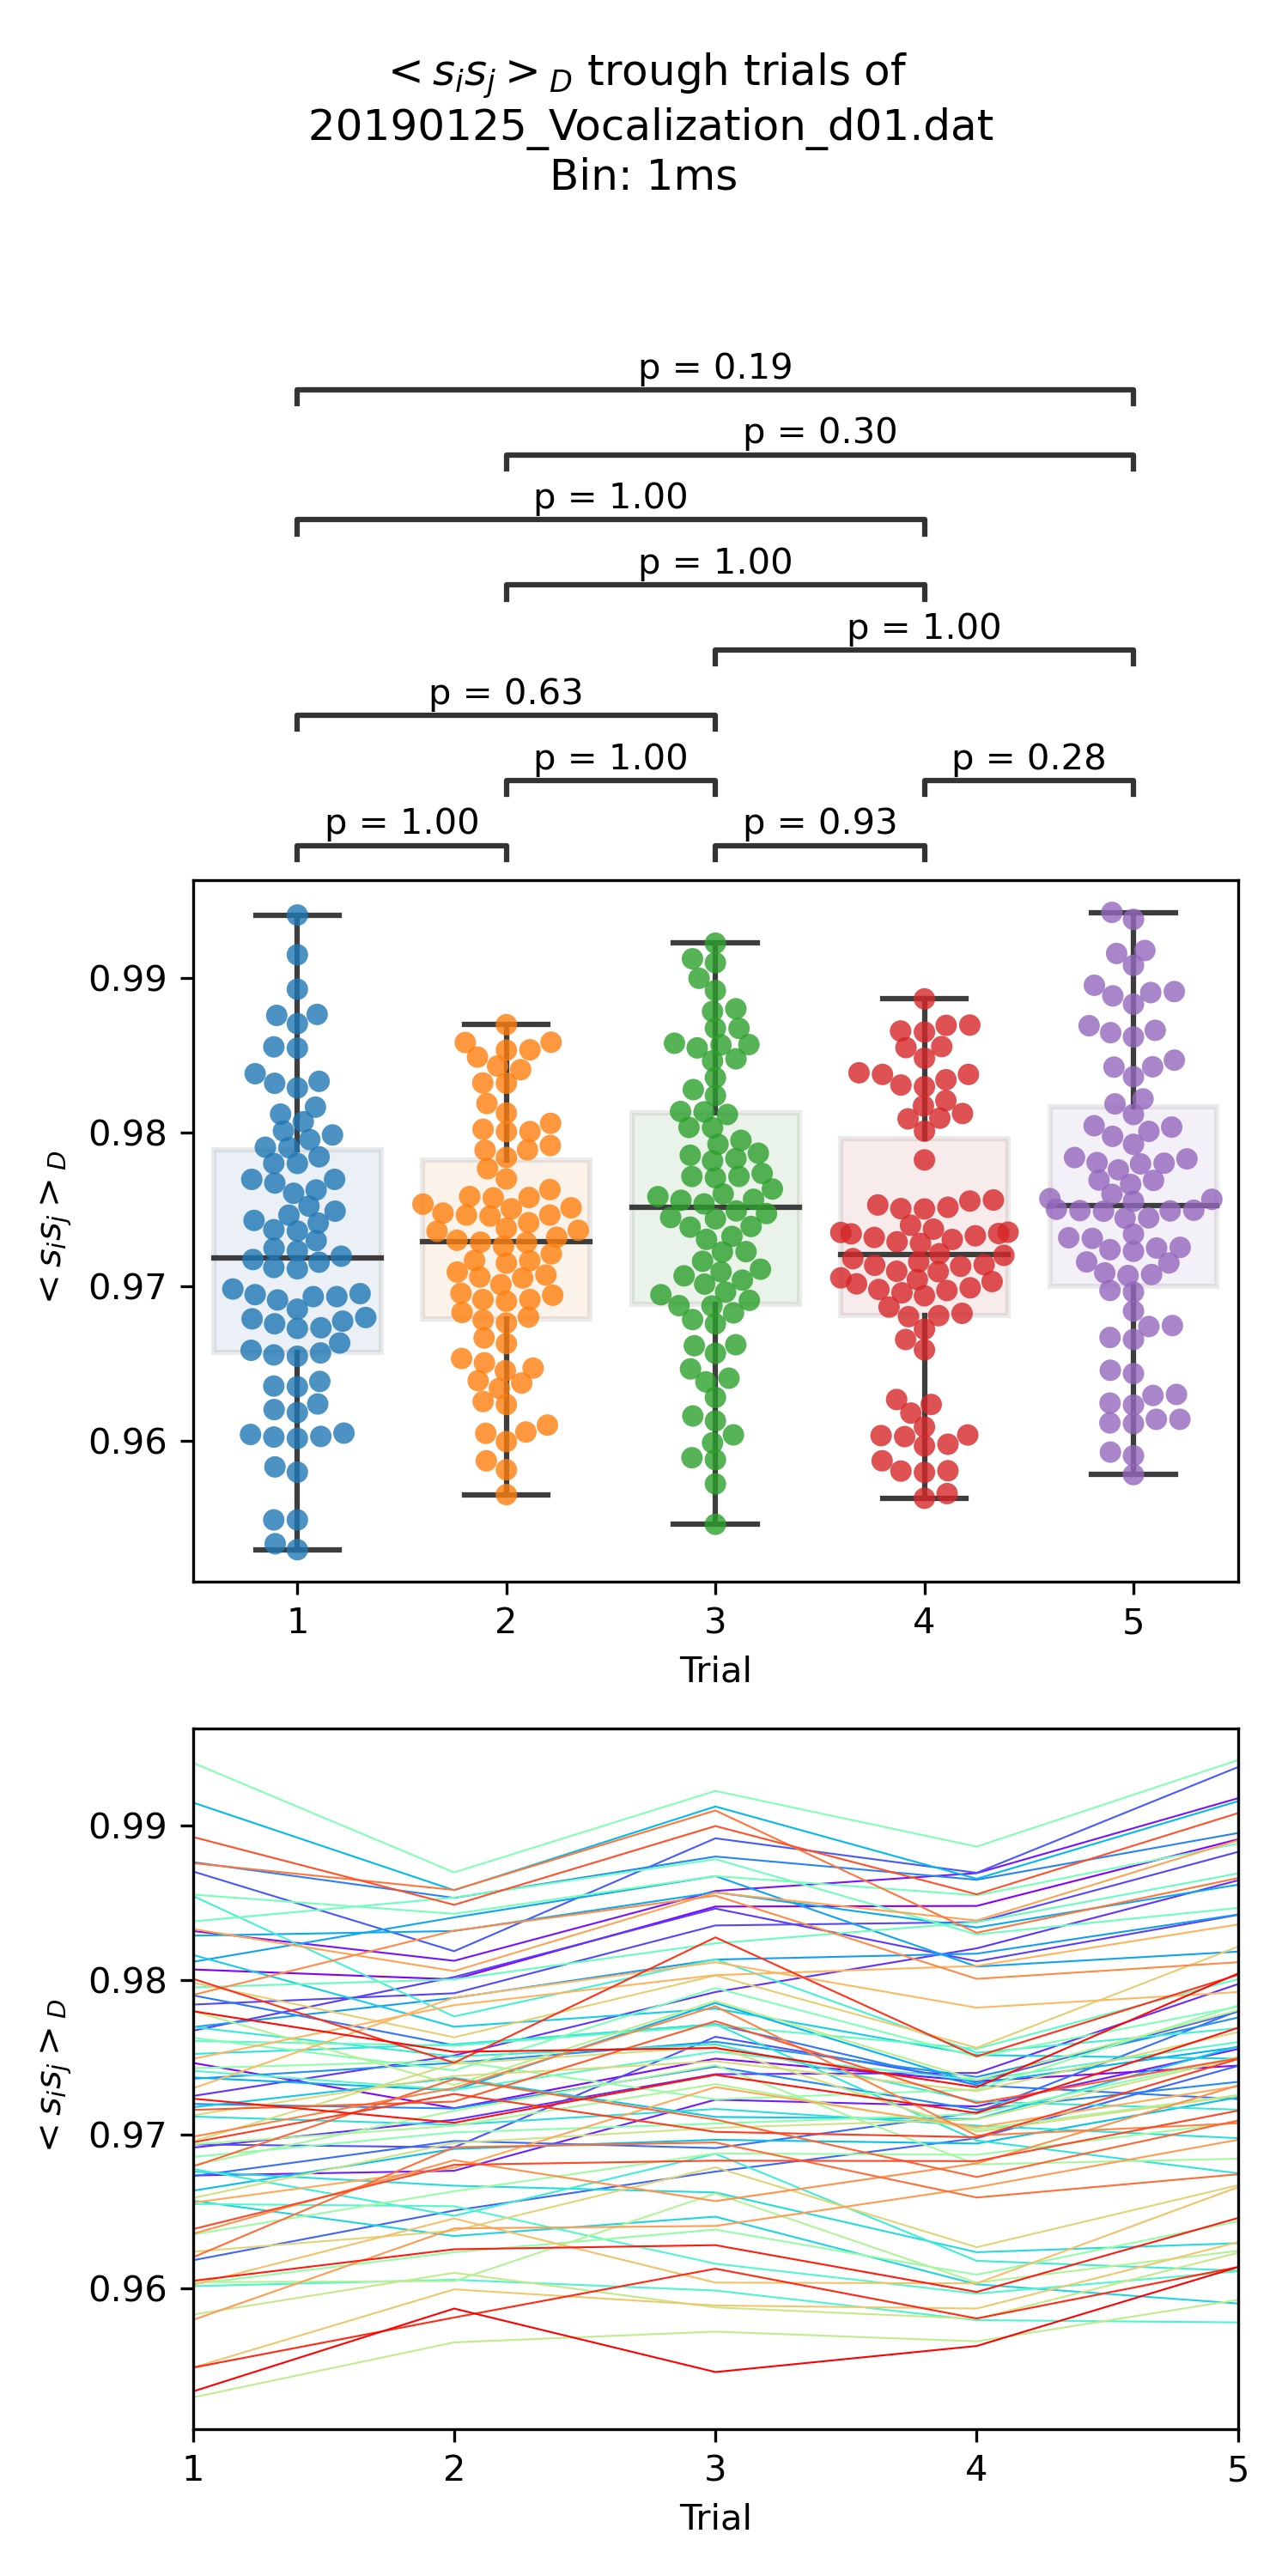 < s_i s_j >_D trough trials of
20190125_Vocalization_d01.dat
Bin: 1ms
p = 0.19
p = 0.30
p = 1.00
p = 1.00
p = 1.00
p = 0.63
p = 1.00
p = 0.28
p = 1.00
p = 0.93
< s_i s_j >_D
0.99
0.98
0.97
0.96
1 2 3 4 5
Trial
< s_i s_j >_D
0.99
0.98
0.97
0.96
1 2 3 4 5
Trial